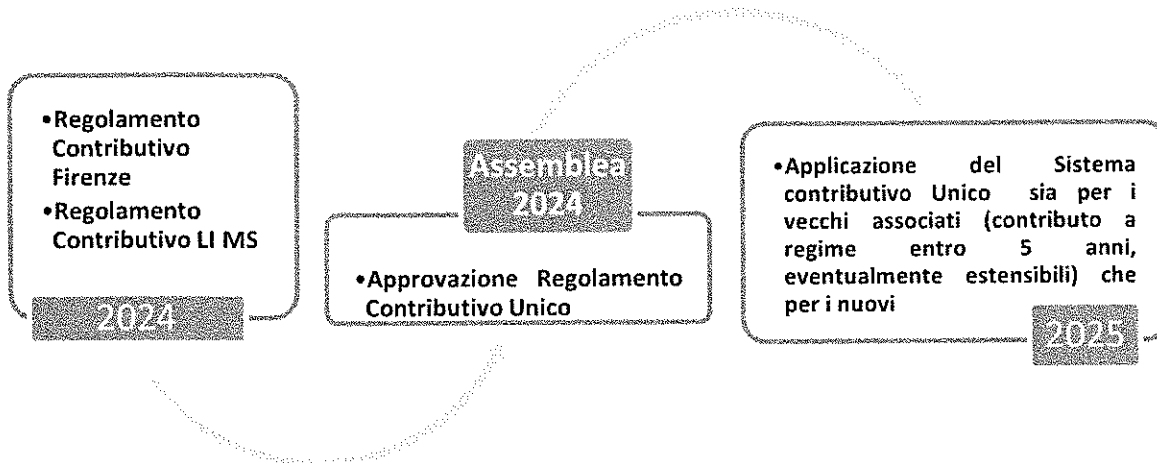 •Regolamento
Contributivo
Firenze
•Regolamento
Contributivo LI MS
2024
Assemblea
2024
•Approvazione Regolamento
Contributivo Unico
•Applicazione del Sistema
contributivo Unico sia per i
vecchi associati (contributo a
regime entro 5 anni,
eventualmente estensibili) che
per i nuovi
2025